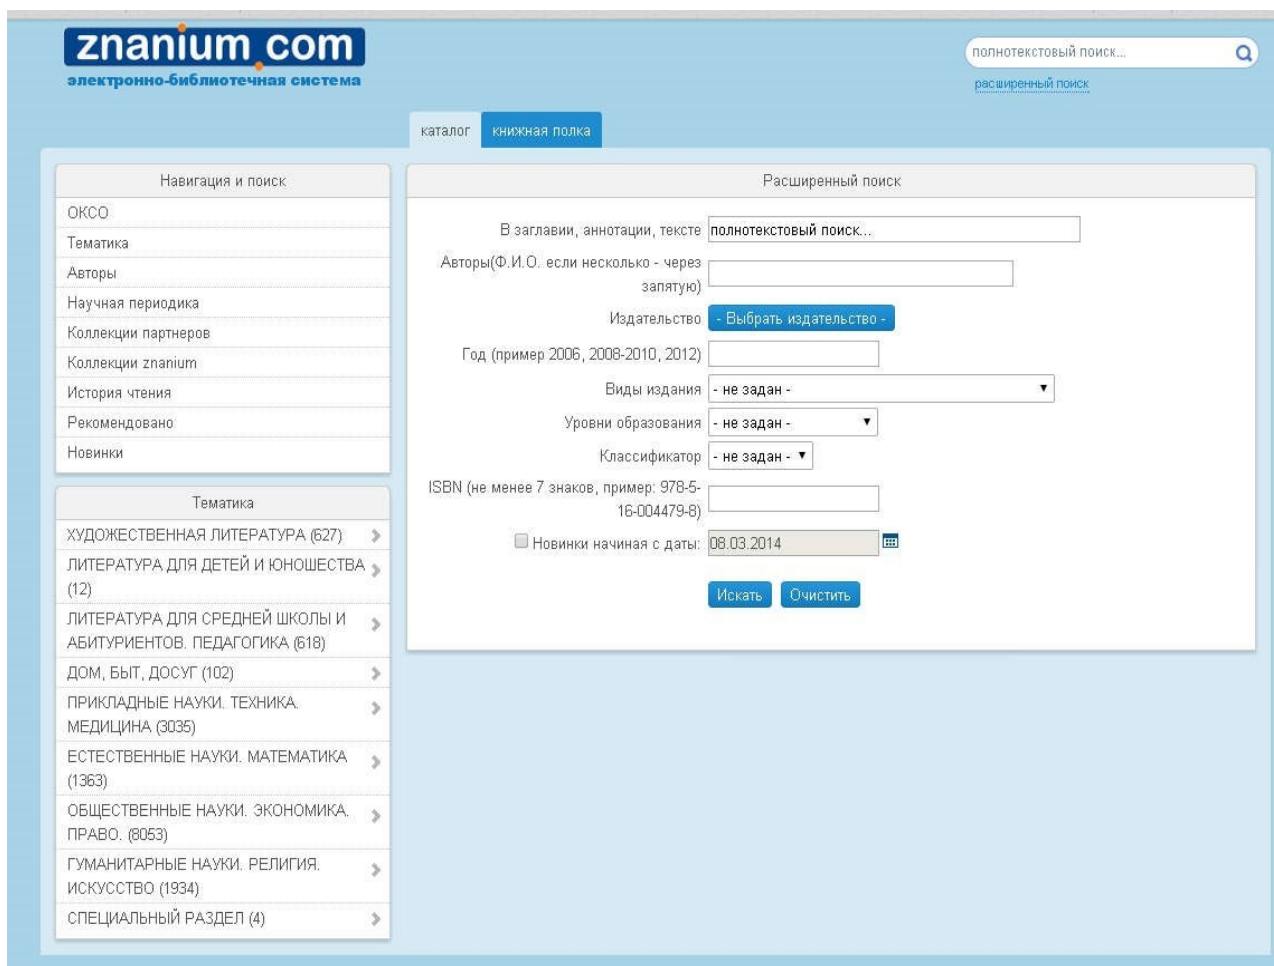 znanium.com
электронно-библиотечная система
полнотекстовый поиск...
расширенный поиск
каталог
книжная полка
Навигация и поиск
ОКСО
Тематика
Авторы
Научная периодика
Коллекции партнеров
Коллекции znanium
История чтения
Рекомендовано
Новинки
Тематика
ХУДОЖЕСТВЕННАЯ ЛИТЕРАТУРА (627)
ЛИТЕРАТУРА ДЛЯ ДЕТЕЙ И ЮНОШЕСТВА
(12)
ЛИТЕРАТУРА ДЛЯ СРЕДНЕЙ ШКОЛЫ И
АБИТУРИЕНТОВ. ПЕДАГОГИКА (618)
ДОМ, БЫТ, ДОСУГ (102)
ПРИКЛАДНЫЕ НАУКИ. ТЕХНИКА.
МЕДИЦИНА (3035)
ЕСТЕСТВЕННЫЕ НАУКИ. МАТЕМАТИКА
(1363)
ОБЩЕСТВЕННЫЕ НАУКИ. ЭКОНОМИКА.
ПРАВО. (8053)
ГУМАНИТАРНЫЕ НАУКИ. РЕЛИГИЯ.
ИСКУССТВО (1934)
СПЕЦИАЛЬНЫЙ РАЗДЕЛ (4)
Расширенный поиск
В заглавии, аннотации, тексте полнотекстовый поиск...
Авторы(Ф.И.О. если несколько - через
запятую)
Издательство - Выбрать издательство -
Год (пример 2006, 2008-2010, 2012)
Виды издания - не задан -
Уровни образования - не задан -
Классификатор - не задан -
ISBN (не менее 7 знаков, пример: 978-5-
16-004479-8)
Новинки начиная с даты: 08.03.2014
Искать Очистить